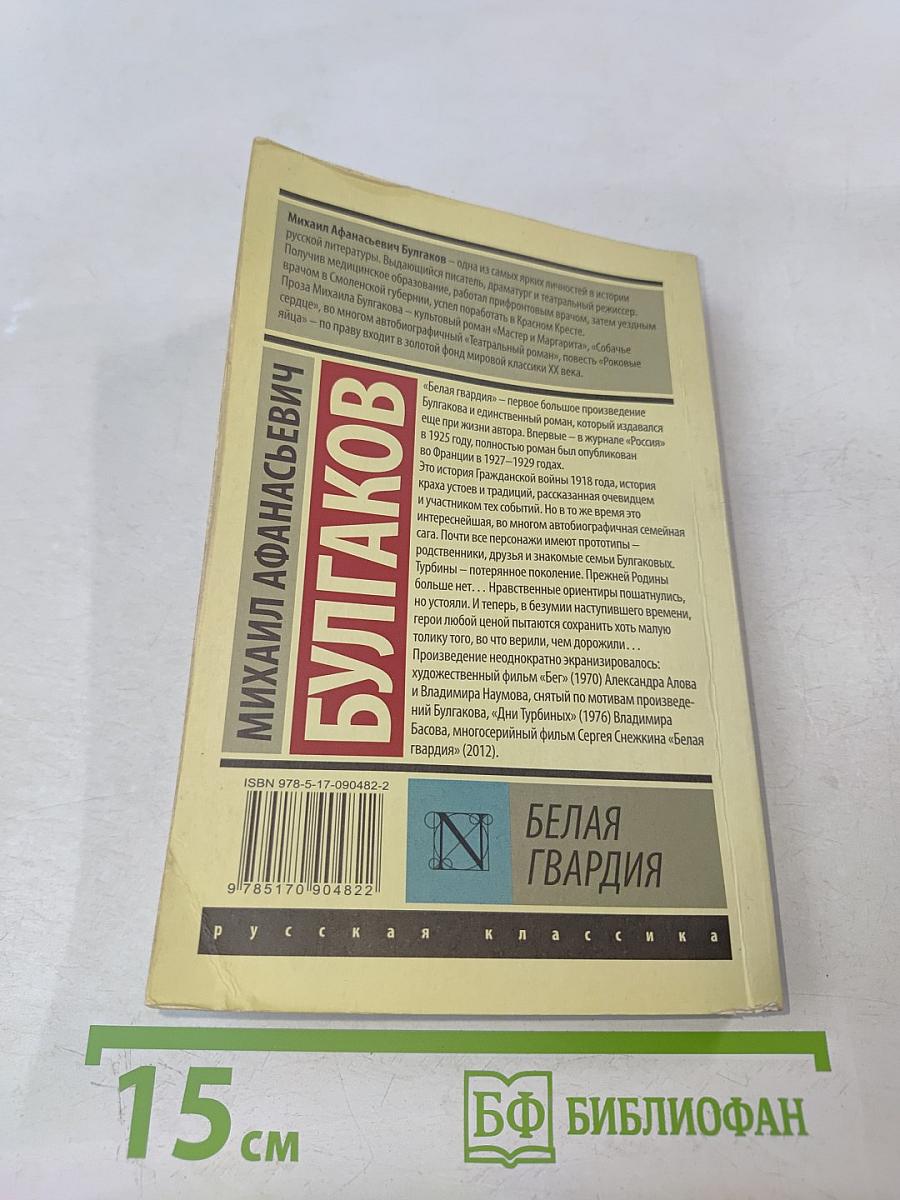 Михаил Афанасьевич Булгаков – одна из самых ярких личностей в истории
русской литературы. Выдающийся писатель, драматург и театральный режиссер.
Получив медицинское образование, работал прифронтовым врачом, затем уездным
врачом в Смоленской губернии, успел поработать в Красном Кресте.
Проза Михаила Булгакова – культовый роман «Мастер и Маргарита», «Собачье
сердце», во многом автобиографичный «Театральный роман», повесть «Роковые
яйца» – по праву входит в золотой фонд мировой классики XX века.
МИХАИЛ АФАНАСЬЕВИЧ
БУЛГАКОВ
«Белая гвардия» – первое большое произведение
Булгакова и единственный роман, который издавался
еще при жизни автора. Впервые – в журнале «Россия»
в 1925 году, полностью роман был опубликован
во Франции в 1927–1929 годах.
Это история Гражданской войны 1918 года, история
краха устоев и традиций, рассказанная очевидцем
и участником тех событий. Но в то же время это
интереснейшая, во многом автобиографичная семейная
сага. Почти все персонажи имеют прототипы –
родственники, друзья и знакомые семьи Булгаковых.
Турбины – потерянное поколение. Прежней Родины
больше нет... Нравственные ориентиры пошатнулись,
но устояли. И теперь, в безумии наступившего времени,
герои любой ценой пытаются сохранить хоть малую
толику того, во что верили, чем дорожили...
Произведение неоднократно экранизировалось:
художественный фильм «Бег» (1970) Александра Алова
и Владимира Наумова, снятый по мотивам произведе-
ний Булгакова, «Дни Турбиных» (1976) Владимира
Басова, многосерийный фильм Сергея Снежкина «Белая
гвардия» (2012).
ISBN 978-5-17-090482-2
9 785170 904822
N
БЕЛАЯ
ГВАРДИЯ
русская классика
15 см
БФ БИБЛИОФАН